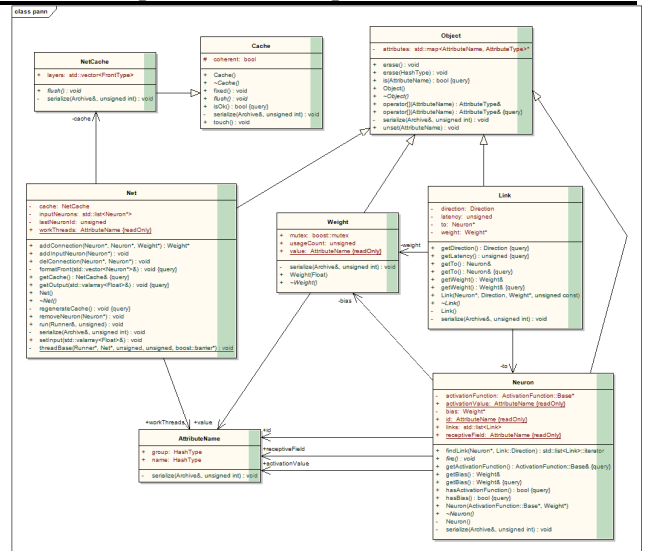 class pann
NetCache
+ layers: std::vector<FrontType>
+ flush() : void
- serialize(Archive&, unsigned int) : void
Cache
# coherent: bool
+ Cache()
+ ~Cache()
+ fixed() : void
+ flush() : void
+ isOk() : bool {query}
- serialize(Archive&, unsigned int) : void
+ touch() : void
Object
- attributes: std::map<AttributeName, AttributeType>*
+ erase() : void
+ erase(HashType) : void
+ is(AttributeName) : bool {query}
+ Object()
+ ~Object()
+ operator[](AttributeName) : AttributeType&
+ operator[](AttributeName) : AttributeType& {query}
- serialize(Archive&, unsigned int) : void
+ unset(AttributeName) : void
-cache
Net
- cache: NetCache
- inputNeurons: std::list<Neuron*>
- lastNeuronId: unsigned
+ workThreads: AttributeName {readOnly}
+ addConnection(Neuron*, Neuron*, Weight*) : Weight*
+ addInputNeuron(Neuron*) : void
+ delConnection(Neuron*, Neuron*) : void
- formatFront(std::vector<Neuron*>&) : void {query}
+ getCache() : NetCache& {query}
+ getOutput(std::valarray<Float>&) : void {query}
+ Net()
+ ~Net()
- regenerateCache() : void {query}
+ removeNeuron(Neuron*) : void
+ run(Runner&, unsigned) : void
- serialize(Archive&, unsigned int) : void
+ setInput(std::valarray<Float>&) : void
- threadBase(Runner*, Net*, unsigned, unsigned, boost::barrier*) : void
Weight
+ mutex: boost::mutex
+ usageCount: unsigned
+ value: AttributeName {readOnly}
- serialize(Archive&, unsigned int) : void
+ Weight(Float)
+ ~Weight()
-weight
-bias
Link
- direction: Direction
- latency: unsigned
- to: Neuron*
- weight: Weight*
+ getDirection() : Direction {query}
+ getLatency() : unsigned {query}
+ getTo() : Neuron&
+ getTo() : Neuron& {query}
+ getWeight() : Weight&
+ getWeight() : Weight& {query}
+ Link(Neuron*, Direction, Weight*, unsigned const)
+ ~Link()
- Link()
- serialize(Archive&, unsigned int) : void
-to
Neuron
- activationFunction: ActivationFunction::Base*
+ activationValue: AttributeName {readOnly}
- bias: Weight*
+ id: AttributeName {readOnly}
+ links: std::list<Link>
+ receptiveField: AttributeName {readOnly}
+ findLink(Neuron*, Link::Direction) : std::list<Link>::iterator
+ fire() : void
+ getActivationFunction() : ActivationFunction::Base& {query}
+ getBias() : Weight&
+ getBias() : Weight& {query}
+ hasActivationFunction() : bool {query}
+ hasBias() : bool {query}
+ Neuron(ActivationFunction::Base*, Weight*)
+ ~Neuron()
- Neuron()
- serialize(Archive&, unsigned int) : void
+workThreads
+value
+id
+receptiveField
+activationValue
AttributeName
+ group: HashType
+ name: HashType
- serialize(Archive&, unsigned int) : void